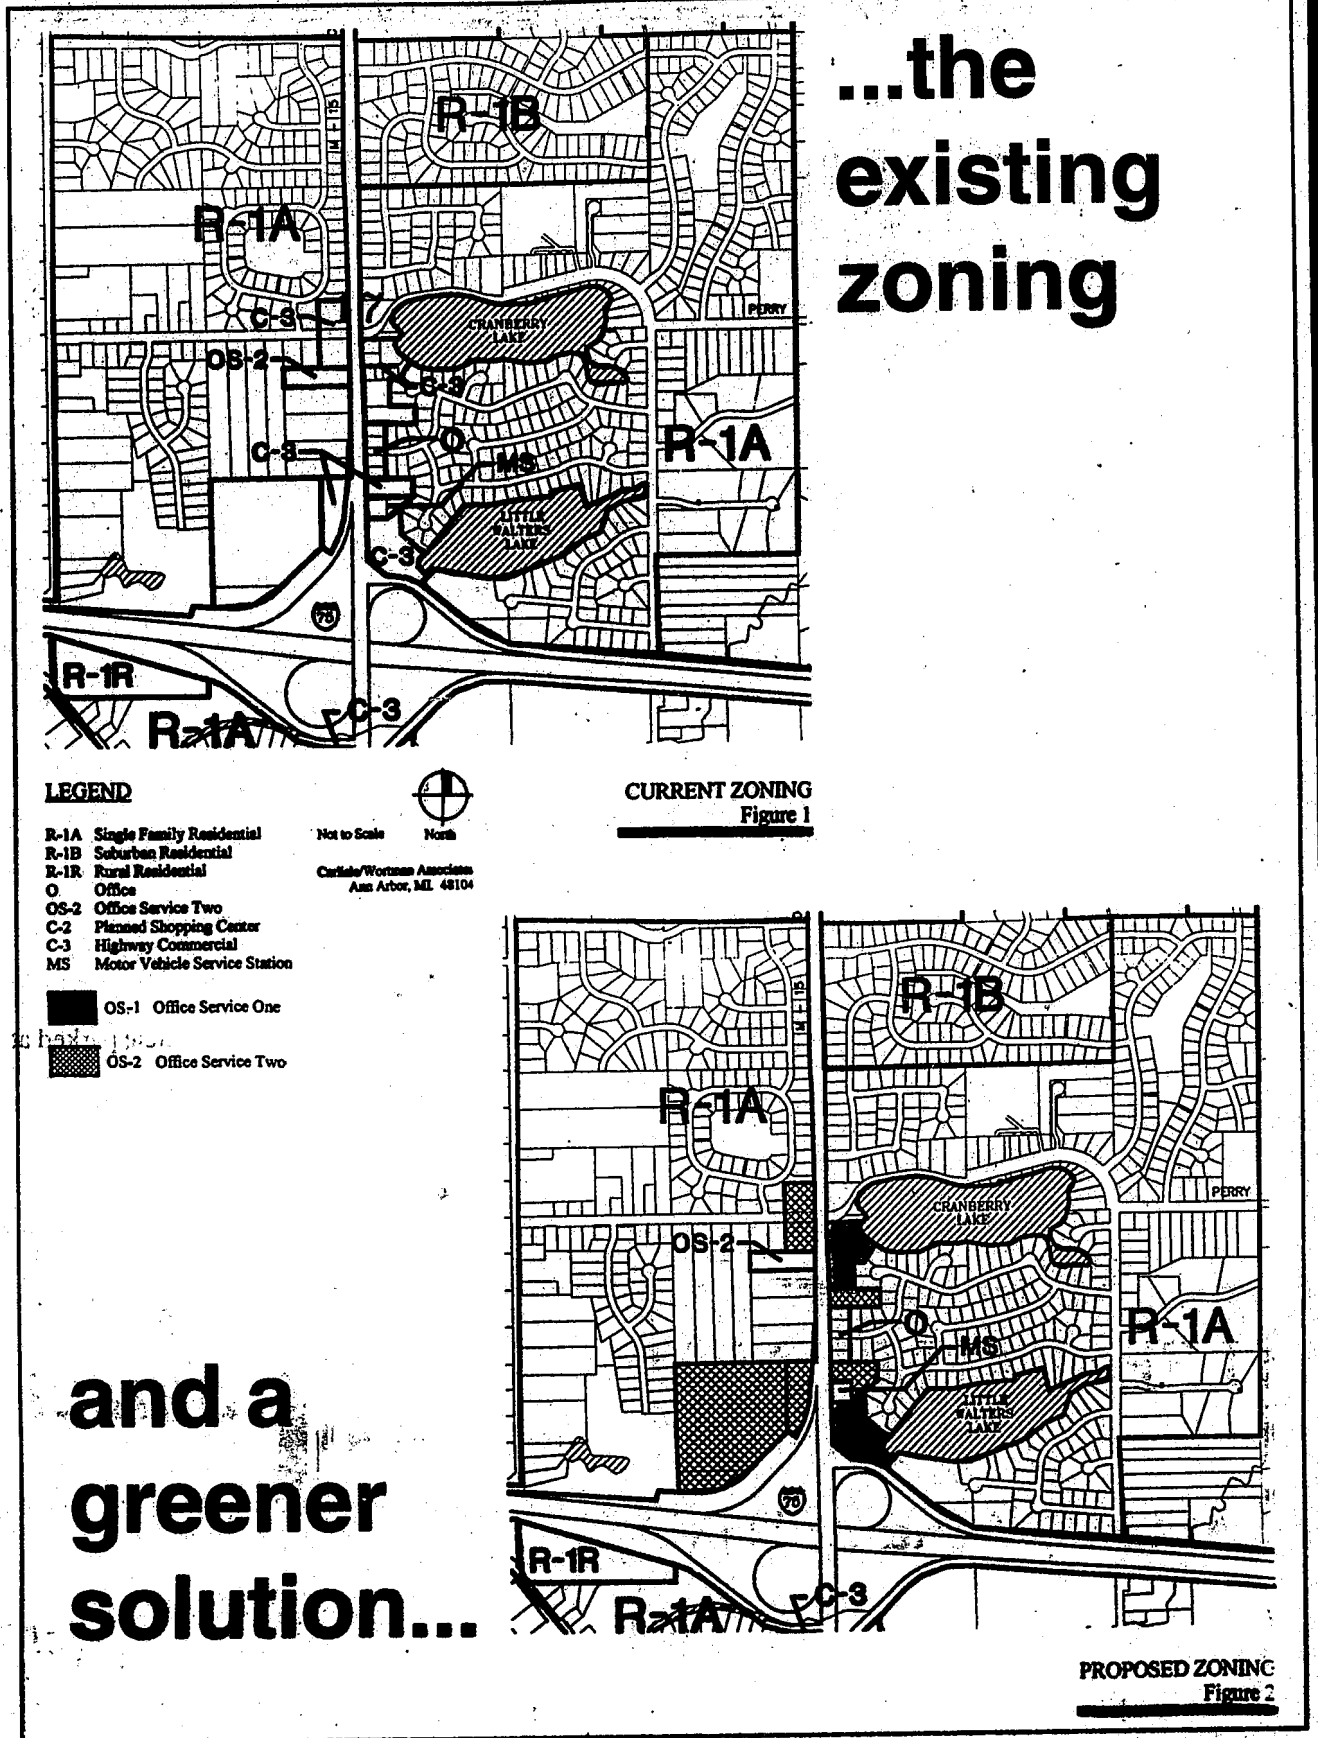 ...the
existing
zoning
M-15
R-1B
R-1A
C-3
CRANBERRY
LAKE
PERRY
OS-2
C-3
R-1A
O
C-3
MS
LITTLE
WALTERS
LAKE
C-3
75
R-1R
C-3
R-1A
LEGEND
R-1A Single Family Residential
R-1B Suburban Residential
R-1R Rural Residential
O Office
OS-2 Office Service Two
C-2 Planned Shopping Center
C-3 Highway Commercial
MS Motor Vehicle Service Station
OS-1 Office Service One
OS-2 Office Service Two
Not to Scale
North
Carlisle/Wortman Associates
Ann Arbor, MI. 48104
CURRENT ZONING
Figure 1
M-15
R-1B
R-1A
CRANBERRY
LAKE
PERRY
OS-2
O
R-1A
MS
LITTLE
WALTERS
LAKE
75
R-1R
C-3
R-1A
and a
greener
solution...
PROPOSED ZONING
Figure 2